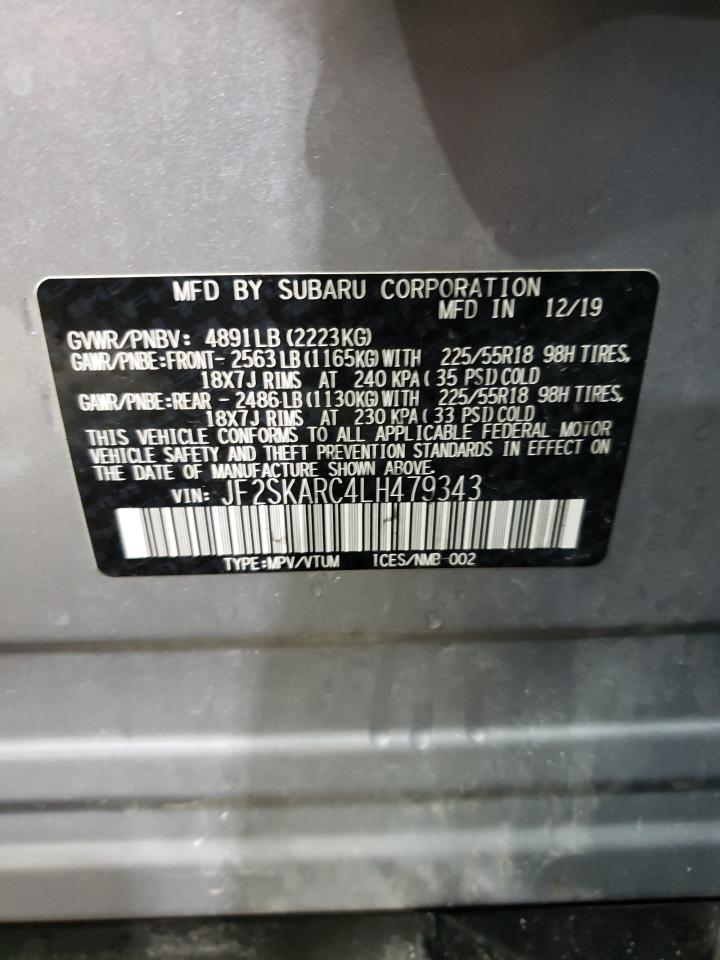 MFD BY SUBARU CORPORATION
MFD IN 12/19
GVWR/PNBV: 4891LB (2223KG)
GAWR/PNBE:FRONT- 2563LB (1165KG) WITH 225/55R18 98H TIRES,
18X7J RIMS AT 240 KPA ( 35 PSI) COLD
GAWR/PNBE:REAR - 2486LB (1130KG) WITH 225/55R18 98H TIRES,
18X7J RIMS AT 230 KPA ( 33 PSI) COLD
THIS VEHICLE CONFORMS TO ALL APPLICABLE FEDERAL MOTOR
VEHICLE SAFETY AND THEFT PREVENTION STANDARDS IN EFFECT ON
THE DATE OF MANUFACTURE SHOWN ABOVE.
VIN: JF2SKARC4LH479343
TYPE:MPV/VTUM ICES/NMB-002